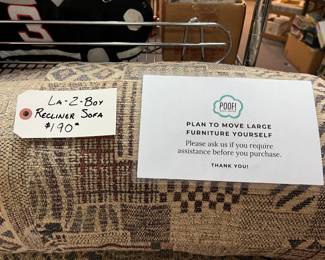 LA-Z-BOY
RECLINER SOFA
$190
POOF!
PLAN TO MOVE LARGE
FURNITURE YOURSELF
Please ask us if you require
assistance before you purchase.
THANK YOU!